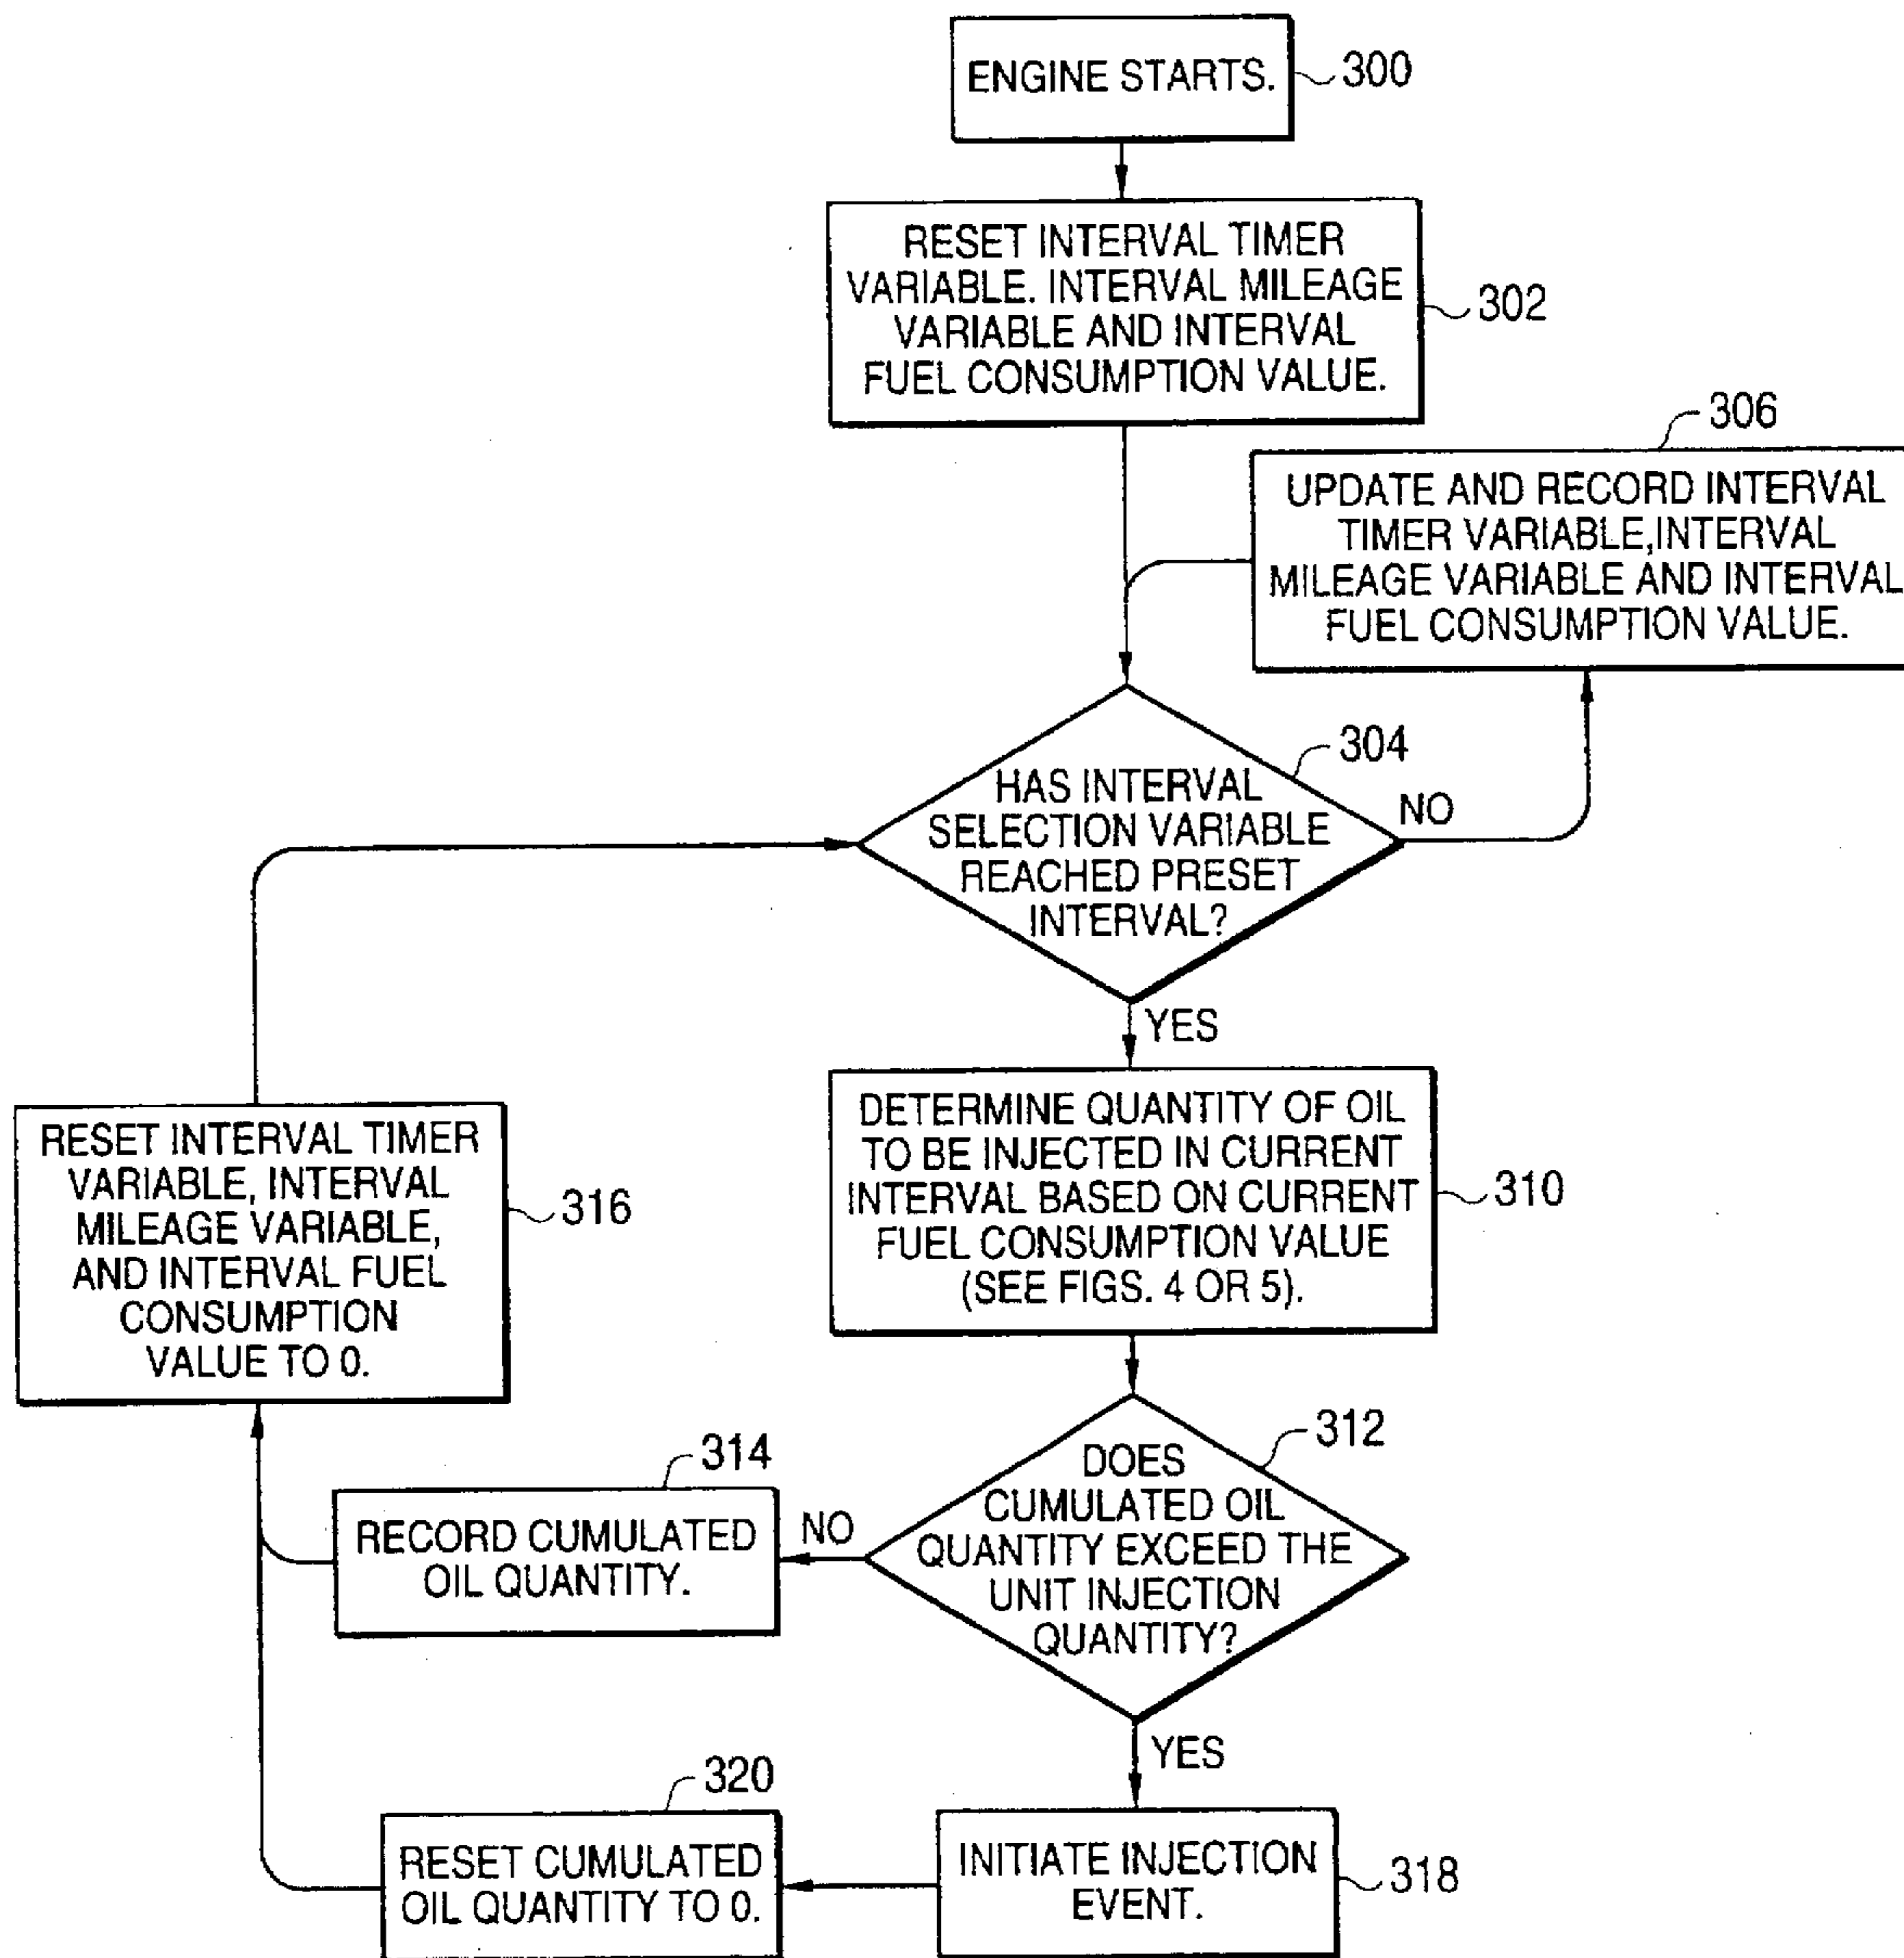 ENGINE STARTS.
300
RESET INTERVAL TIMER
VARIABLE. INTERVAL MILEAGE
VARIABLE AND INTERVAL
FUEL CONSUMPTION VALUE.
302
306
UPDATE AND RECORD INTERVAL
TIMER VARIABLE,INTERVAL
MILEAGE VARIABLE AND INTERVAL
FUEL CONSUMPTION VALUE.
304
HAS INTERVAL
SELECTION VARIABLE
REACHED PRESET
INTERVAL?
NO
YES
DETERMINE QUANTITY OF OIL
TO BE INJECTED IN CURRENT
INTERVAL BASED ON CURRENT
FUEL CONSUMPTION VALUE
(SEE FIGS. 4 OR 5).
310
RESET INTERVAL TIMER
VARIABLE, INTERVAL
MILEAGE VARIABLE,
AND INTERVAL FUEL
CONSUMPTION
VALUE TO 0.
316
312
DOES
CUMULATED OIL
QUANTITY EXCEED THE
UNIT INJECTION
QUANTITY?
NO
314
RECORD CUMULATED
OIL QUANTITY.
YES
320
RESET CUMULATED
OIL QUANTITY TO 0.
INITIATE INJECTION
EVENT.
318